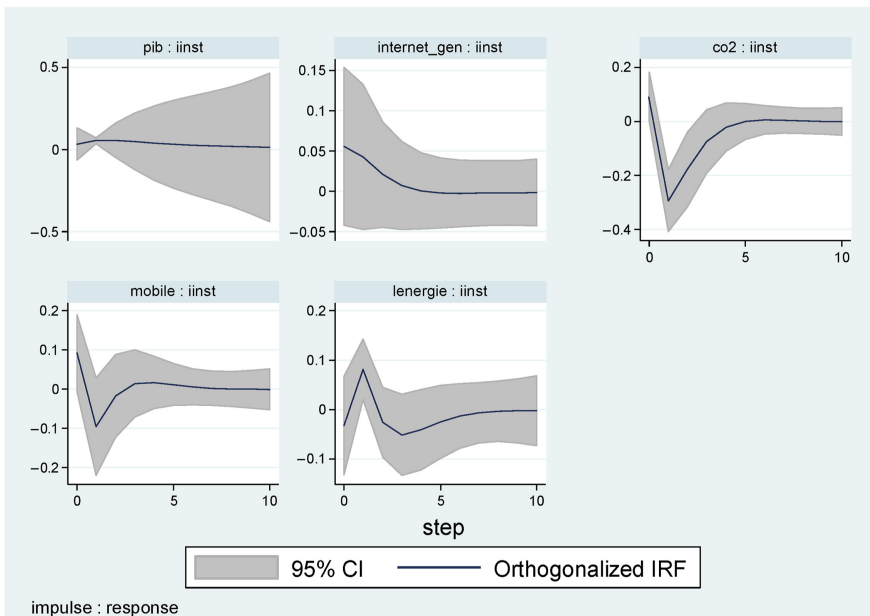 pib : iinst
0.5
0
−0.5
internet_gen : iinst
0.15
0.1
0.05
0
−0.05
co2 : iinst
0.2
0
−0.2
−0.4
0 5 10
mobile : iinst
0.2
0.1
0
−0.1
−0.2
0 5 10
lenergie : iinst
0.2
0.1
0
−0.1
0 5 10
step
95% CI
Orthogonalized IRF
impulse : response